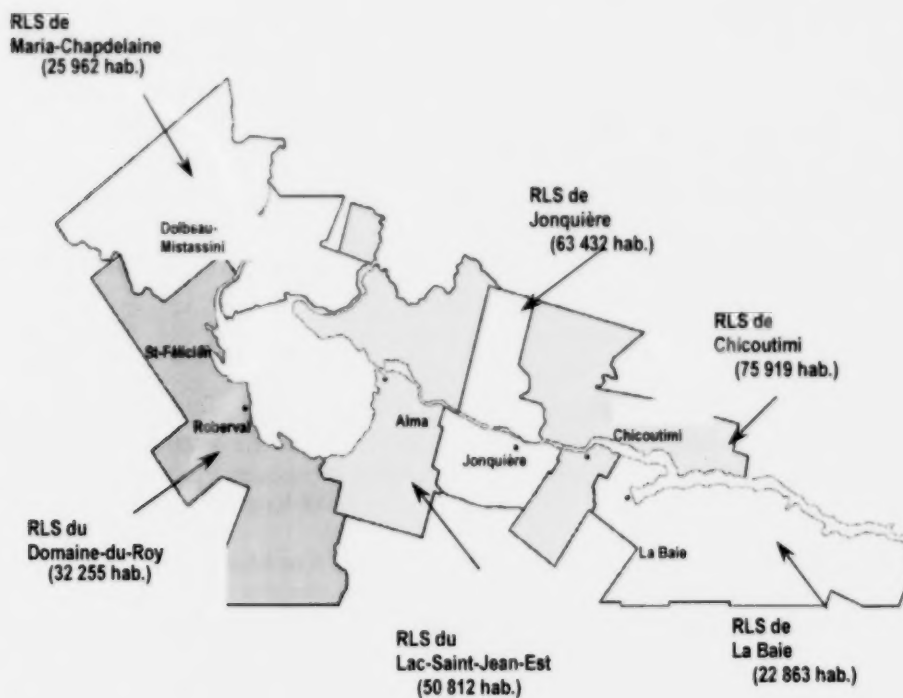 RLS de
Maria-Chapdelaine
(25 962 hab.)
RLS de
Jonquière
(63 432 hab.)
Dolbeau-
Mistassini
RLS de
Chicoutimi
(75 919 hab.)
St-Félicien
Roberval
Alma
Chicoutimi
Jonquière
RLS du
Domaine-du-Roy
(32 255 hab.)
La Baie
RLS du
Lac-Saint-Jean-Est
(50 812 hab.)
RLS de
La Baie
(22 863 hab.)